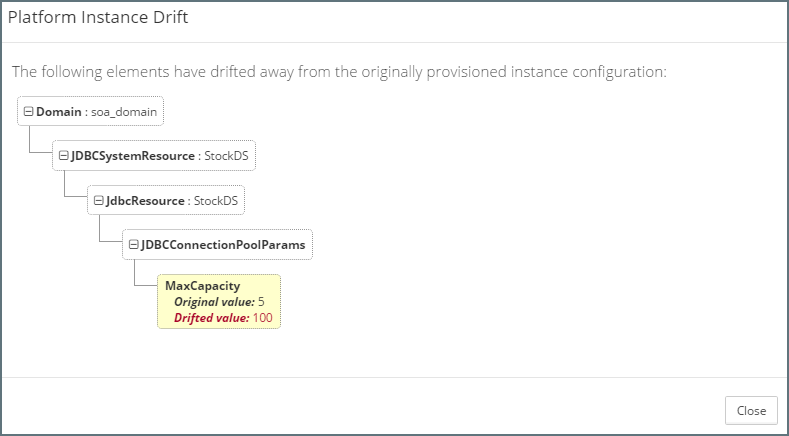 Platform Instance Drift
The following elements have drifted away from the originally provisioned instance configuration:
Domain : soa_domain
JDBCSystemResource : StockDS
JdbcResource : StockDS
JDBCConnectionPoolParams
MaxCapacity
Original value: 5
Drifted value: 100
Close